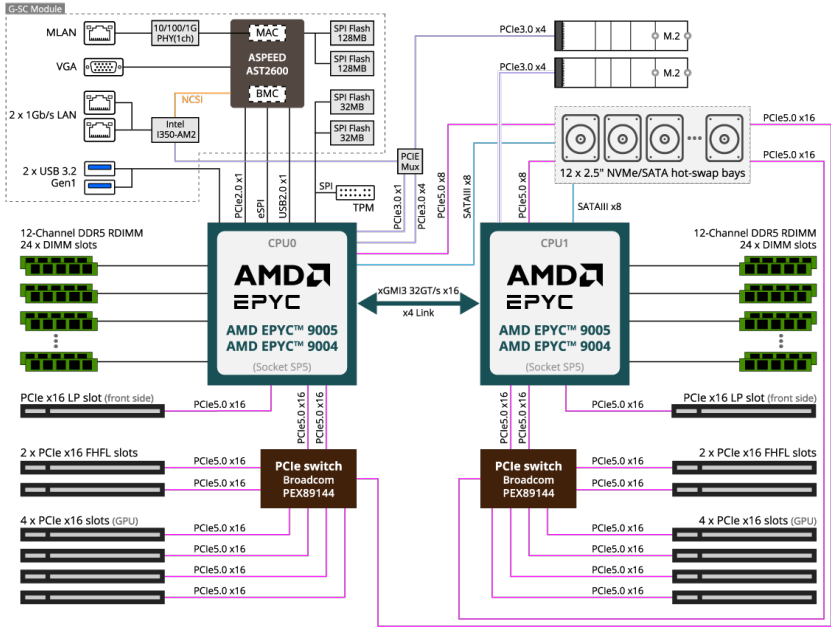 G-SC Module
MLAN
10/100/1G
PHY(1ch)
MAC
ASPEED
AST2600
BMC
SPI Flash
128MB
SPI Flash
128MB
SPI Flash
32MB
SPI Flash
32MB
VGA
NCSI
2 x 1Gb/s LAN
Intel
I350-AM2
2 x USB 3.2
Gen1
PCIe2.0 x1
eSPI
USB2.0 x1
SPI
TPM
PCIE
Mux
PCIe3.0 x1
PCIe3.0 x4
PCIe5.0 x8
SATAIII x8
PCIe5.0 x8
SATAIII x8
PCIe3.0 x4
M.2
PCIe3.0 x4
M.2
12 x 2.5" NVMe/SATA hot-swap bays
PCIe5.0 x16
PCIe5.0 x16
12-Channel DDR5 RDIMM
24 x DIMM slots
CPU0
AMD
EPYC
AMD EPYC™ 9005
AMD EPYC™ 9004
(Socket SP5)
xGMI3 32GT/s x16
x4 Link
CPU1
AMD
EPYC
AMD EPYC™ 9005
AMD EPYC™ 9004
(Socket SP5)
12-Channel DDR5 RDIMM
24 x DIMM slots
PCIe x16 LP slot (front side)
PCIe5.0 x16
PCIe5.0 x16
PCIe5.0 x16
2 x PCIe x16 FHFL slots
PCIe5.0 x16
PCIe5.0 x16
PCIe switch
Broadcom
PEX89144
4 x PCIe x16 slots (GPU)
PCIe5.0 x16
PCIe5.0 x16
PCIe5.0 x16
PCIe5.0 x16
PCIe5.0 x16
PCIe5.0 x16
PCIe5.0 x16
PCIe x16 LP slot (front side)
PCIe switch
Broadcom
PEX89144
PCIe5.0 x16
PCIe5.0 x16
2 x PCIe x16 FHFL slots
4 x PCIe x16 slots (GPU)
PCIe5.0 x16
PCIe5.0 x16
PCIe5.0 x16
PCIe5.0 x16